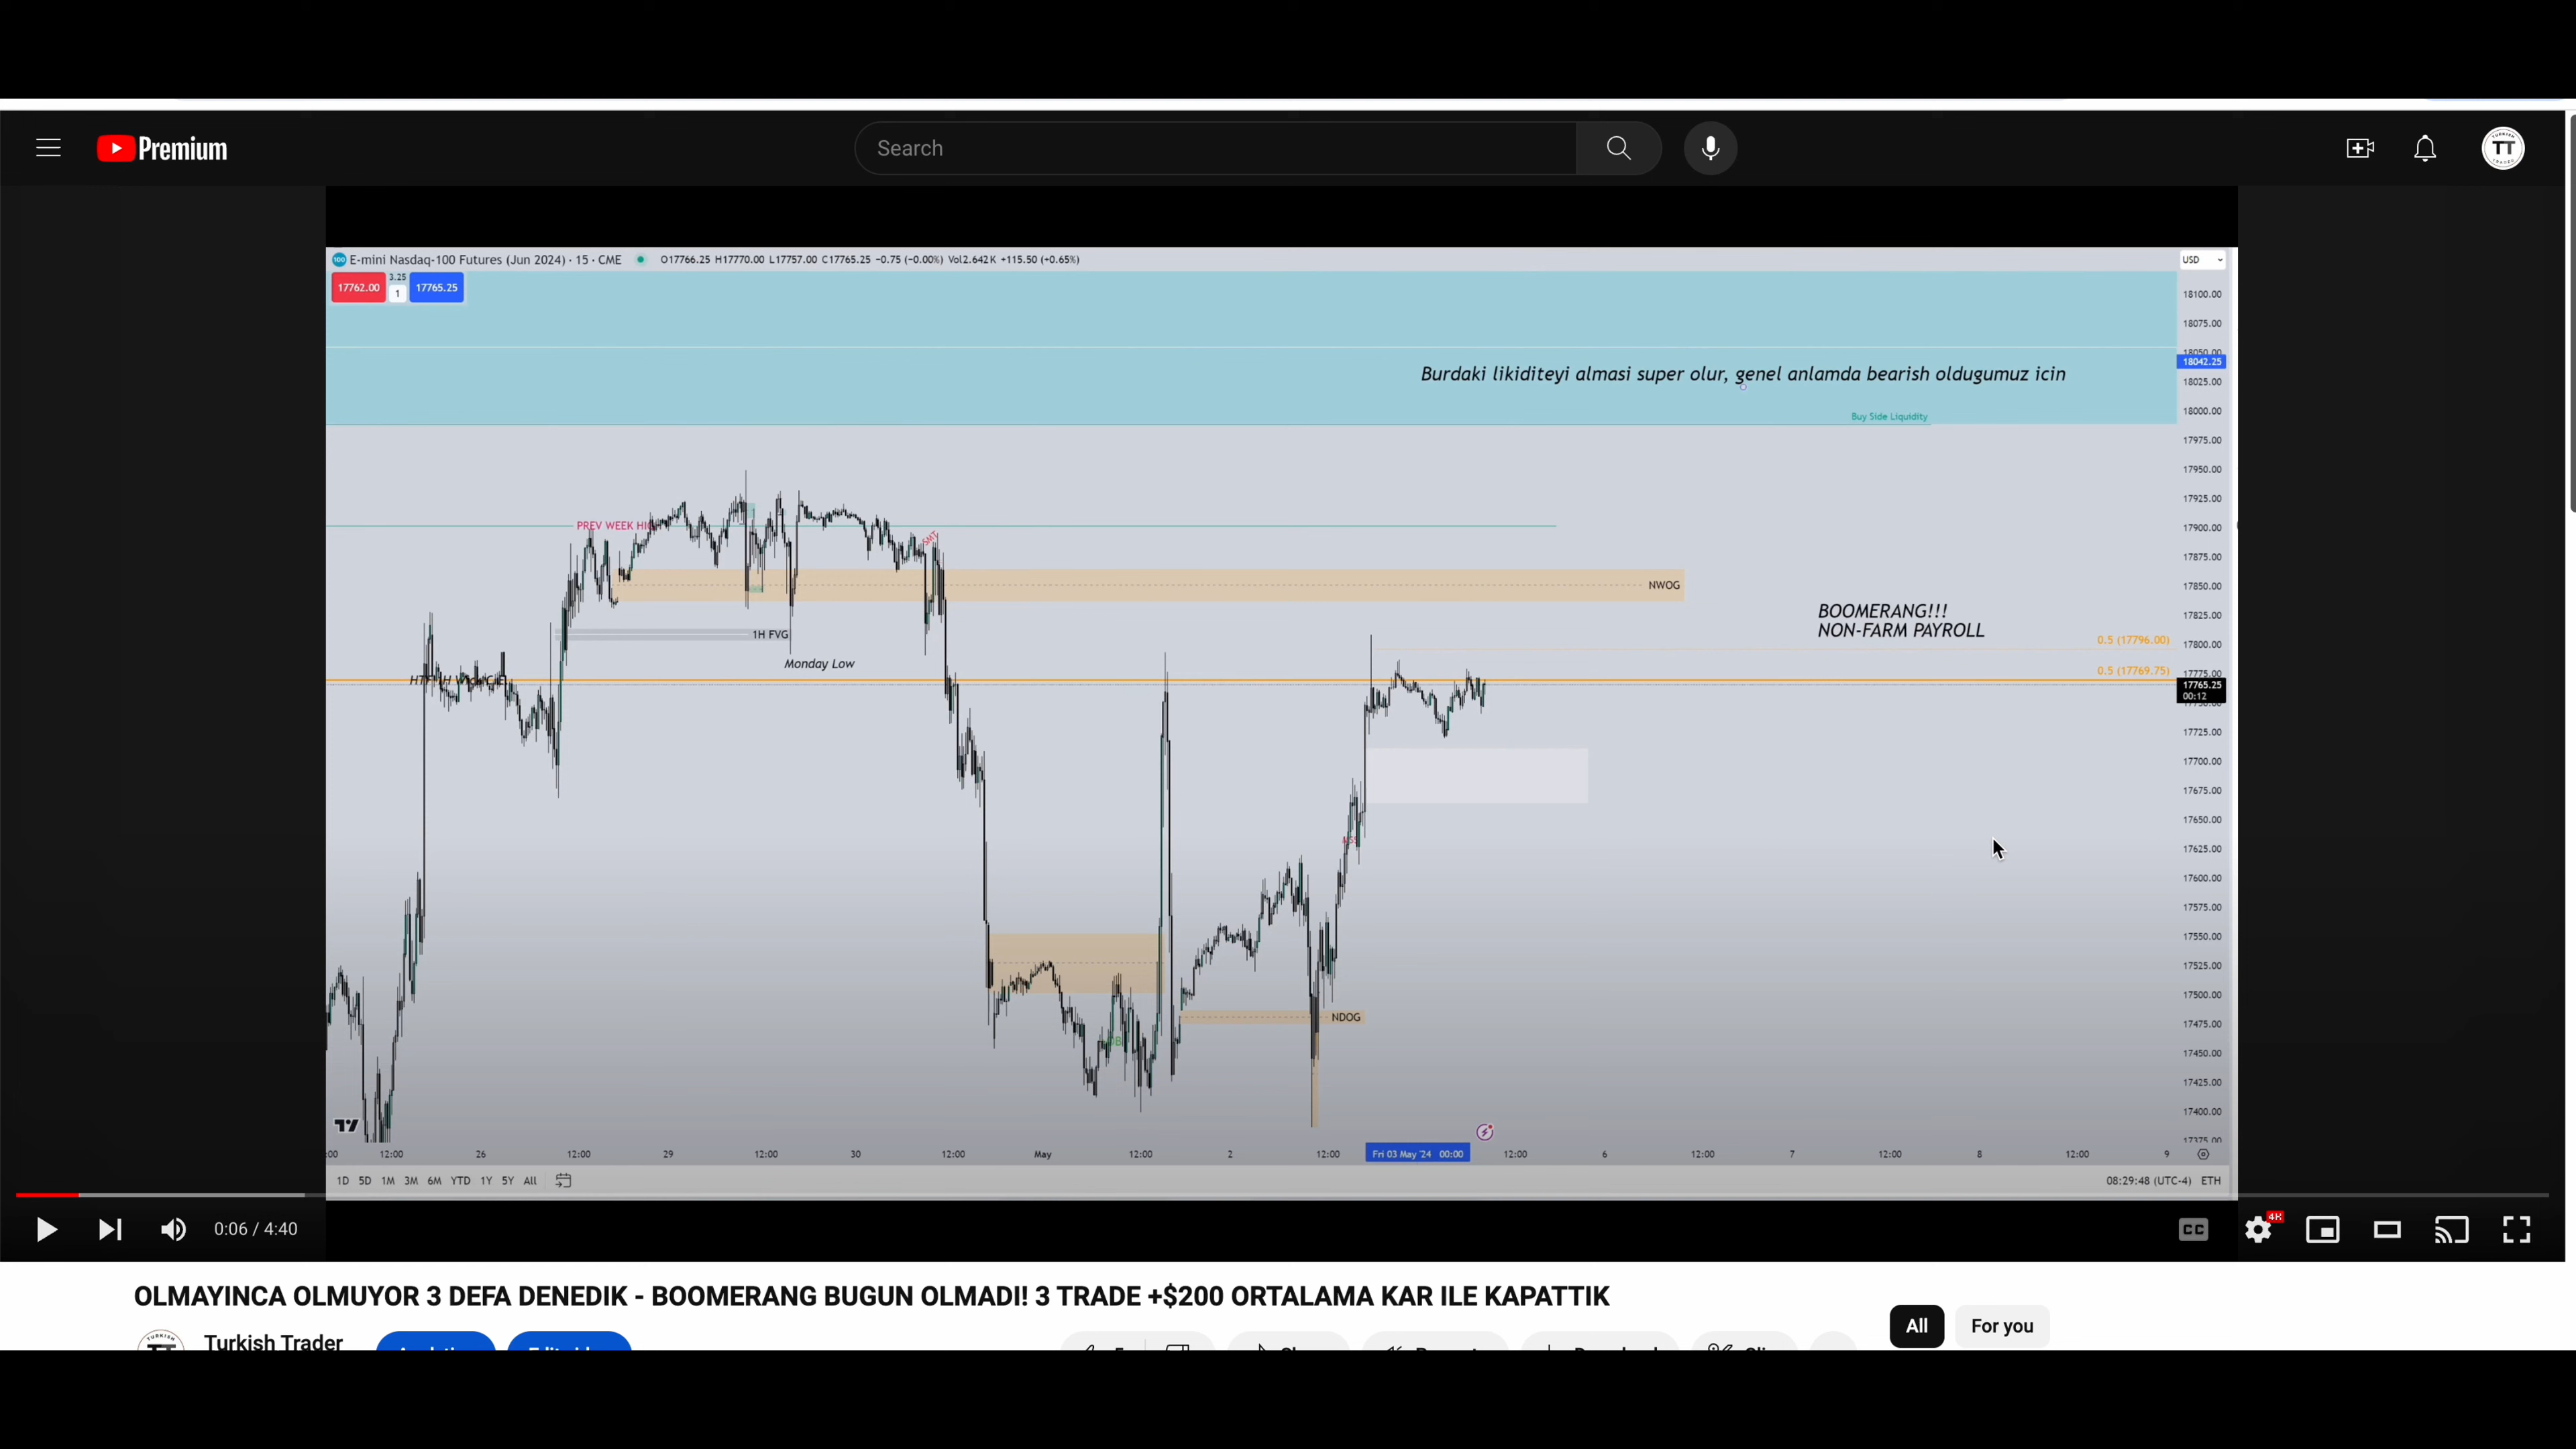 Premium
Search
TT
E-mini Nasdaq-100 Futures (Jun 2024) · 15 · CME
O17766.25 H17770.00 L17757.00 C17765.25 −0.75 (−0.00%) Vol2.642K +115.50 (+0.65%)
USD
17762.00
3.25
1
17765.25
18100.00
18075.00
18050.00
18042.25
Burdaki likiditeyi almasi super olur, genel anlamda bearish oldugumuz icin
18025.00
Buy Side Liquidity
18000.00
17975.00
17950.00
17925.00
PREV WEEK
17900.00
SMT
17875.00
NWOG
17850.00
BOOMERANG!!!
17825.00
NON-FARM PAYROLL
1H FVG
0.5 (17796.00)
17800.00
Monday Low
0.5 (17769.75)
17775.00
17765.25
00:12
17725.00
17700.00
17675.00
17650.00
17625.00
17600.00
17575.00
17550.00
17525.00
17500.00
NDOG
17475.00
17450.00
17425.00
17400.00
17375.00
12:00 26 12:00 29 12:00 30 12:00 May 12:00 2 12:00 Fri 03 May '24 00:00 12:00 6 12:00 7 12:00 8 12:00 9
1D 5D 1M 3M 6M YTD 1Y 5Y All
08:29:48 (UTC-4) ETH
0:06 / 4:40
CC
4K
OLMAYINCA OLMUYOR 3 DEFA DENEDIK - BOOMERANG BUGUN OLMADI! 3 TRADE +$200 ORTALAMA KAR ILE KAPATTIK
All
For you
Turkish Trader